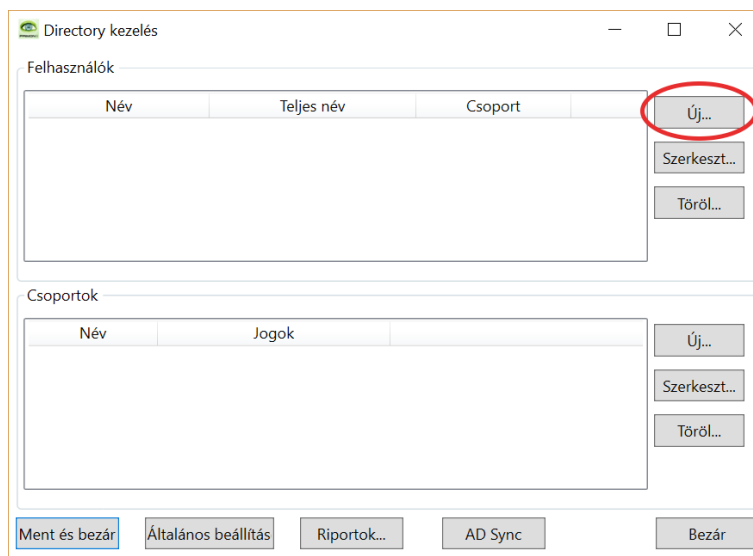 Directory kezelés
Felhasználók
Név Teljes név Csoport
Új...
Szerkeszt...
Töröl...
Csoportok
Név Jogok
Új...
Szerkeszt...
Töröl...
Ment és bezár Általános beállítás Riportok... AD Sync Bezár